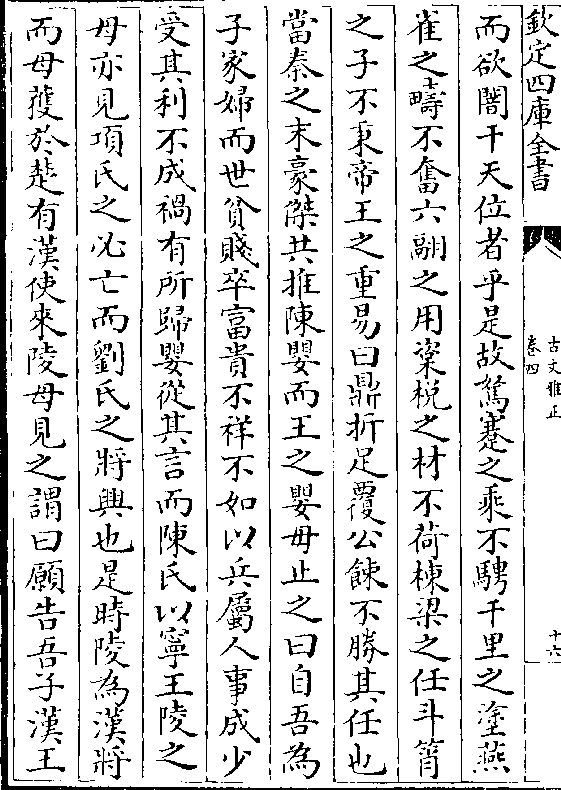 欽定四庫全書
古文雅正
卷四
十六
而欲闇干天位者乎是故駑蹇之乘不騁千里之塗燕
雀之疇不奮六翮之用楶梲之材不荷棟梁之任斗筲
之子不秉帝王之重易曰鼎折足覆公餗不勝其任也
當秦之末豪傑共推陳嬰而王之嬰母止之曰自吾為
子家婦而世貧賤卒富貴不祥不如以兵屬人事成少
受其利不成禍有所歸嬰從其言而陳氏以寧王陵之
母亦見項氏之必亡而劉氏之將興也是時陵為漢將
而母獲於楚有漢使來陵母見之謂曰願告吾子漢王